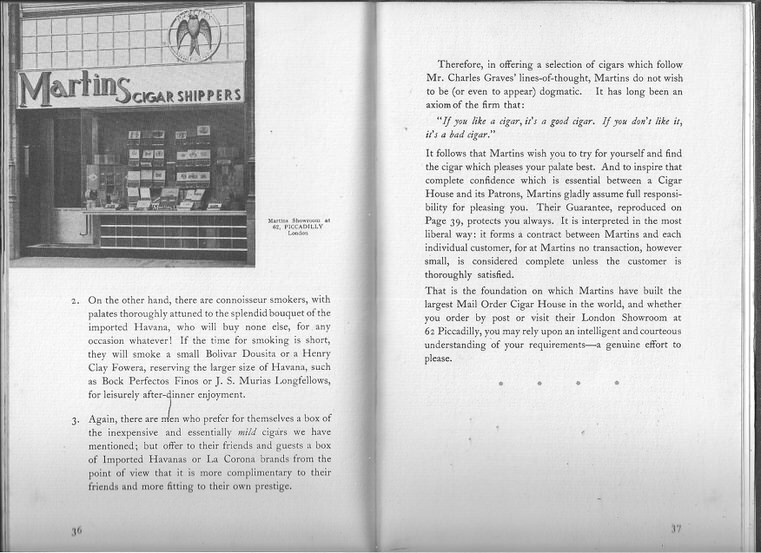 Martins
CIGAR SHIPPERS
Martins Showroom at
62, PICCADILLY
London
2. On the other hand, there are connoisseur smokers, with
palates thoroughly attuned to the splendid bouquet of the
imported Havana, who will buy none else, for any
occasion whatever! If the time for smoking is short,
they will smoke a small Bolivar Dousita or a Henry
Clay Fowera, reserving the larger size of Havana, such
as Bock Perfectos Finos or J. S. Murias Longfellows,
for leisurely after-dinner enjoyment.
3. Again, there are men who prefer for themselves a box of
the inexpensive and essentially mild cigars we have
mentioned; but offer to their friends and guests a box
of Imported Havanas or La Corona brands from the
point of view that it is more complimentary to their
friends and more fitting to their own prestige.
36
Therefore, in offering a selection of cigars which follow
Mr. Charles Graves' lines-of-thought, Martins do not wish
to be (or even to appear) dogmatic. It has long been an
axiom of the firm that:
"If you like a cigar, it's a good cigar. If you don't like it,
it's a bad cigar."
It follows that Martins wish you to try for yourself and find
the cigar which pleases your palate best. And to inspire that
complete confidence which is essential between a Cigar
House and its Patrons, Martins gladly assume full responsi-
bility for pleasing you. Their Guarantee, reproduced on
Page 39, protects you always. It is interpreted in the most
liberal way: it forms a contract between Martins and each
individual customer, for at Martins no transaction, however
small, is considered complete unless the customer is
thoroughly satisfied.
That is the foundation on which Martins have built the
largest Mail Order Cigar House in the world, and whether
you order by post or visit their London Showroom at
62 Piccadilly, you may rely upon an intelligent and courteous
understanding of your requirements—a genuine effort to
please.
37